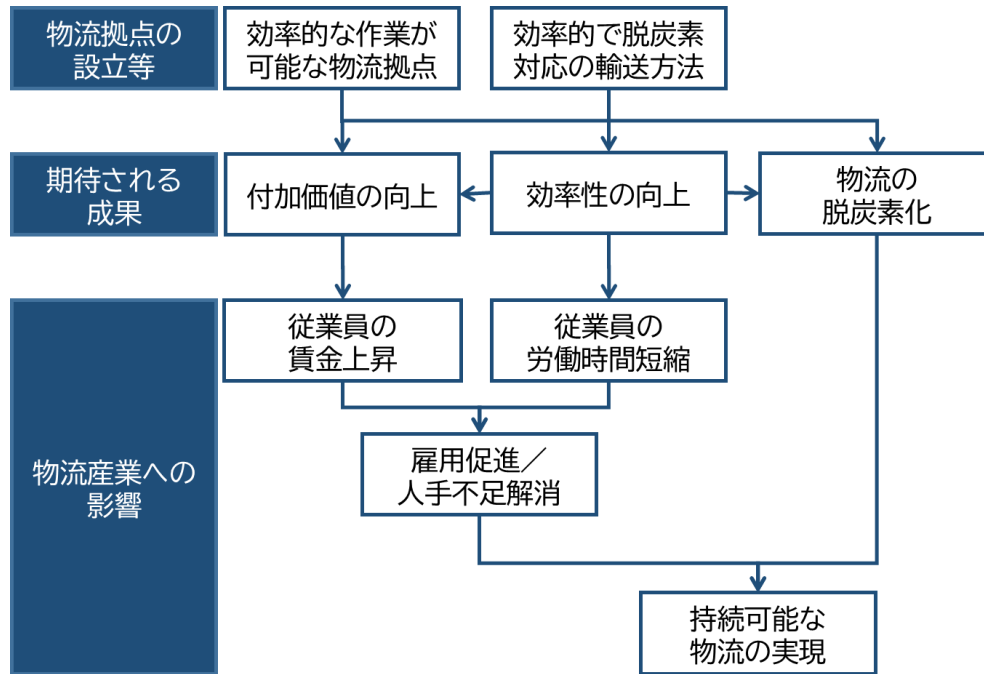 物流拠点の
設立等
効率的な作業が
可能な物流拠点
効率的で脱炭素
対応の輸送方法
期待される
成果
付加価値の向上
効率性の向上
物流の
脱炭素化
物流産業への
影響
従業員の
賃金上昇
従業員の
労働時間短縮
雇用促進／
人手不足解消
持続可能な
物流の実現